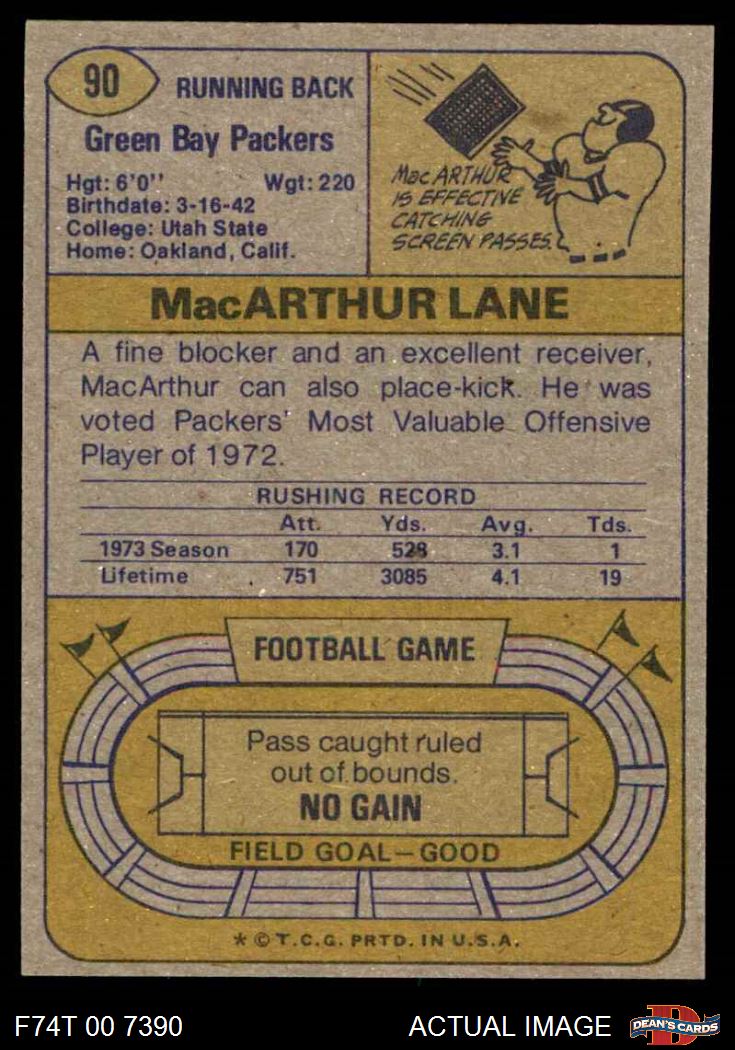 90
RUNNING BACK
Green Bay Packers
Hgt: 6'0'' Wgt: 220
Birthdate: 3-16-42
College: Utah State
Home: Oakland, Calif.
MacARTHUR
IS EFFECTIVE
CATCHING
SCREEN PASSES.
MacARTHUR LANE
A fine blocker and an excellent receiver,
MacArthur can also place-kick. He was
voted Packers' Most Valuable Offensive
Player of 1972.
RUSHING RECORD
Att. Yds. Avg. Tds.
1973 Season 170 528 3.1 1
Lifetime 751 3085 4.1 19
FOOTBALL GAME
Pass caught ruled
out of bounds.
NO GAIN
FIELD GOAL—GOOD
* © T.C.G. PRTD. IN U.S.A.
F74T 00 7390
ACTUAL IMAGE
DEAN'S CARDS